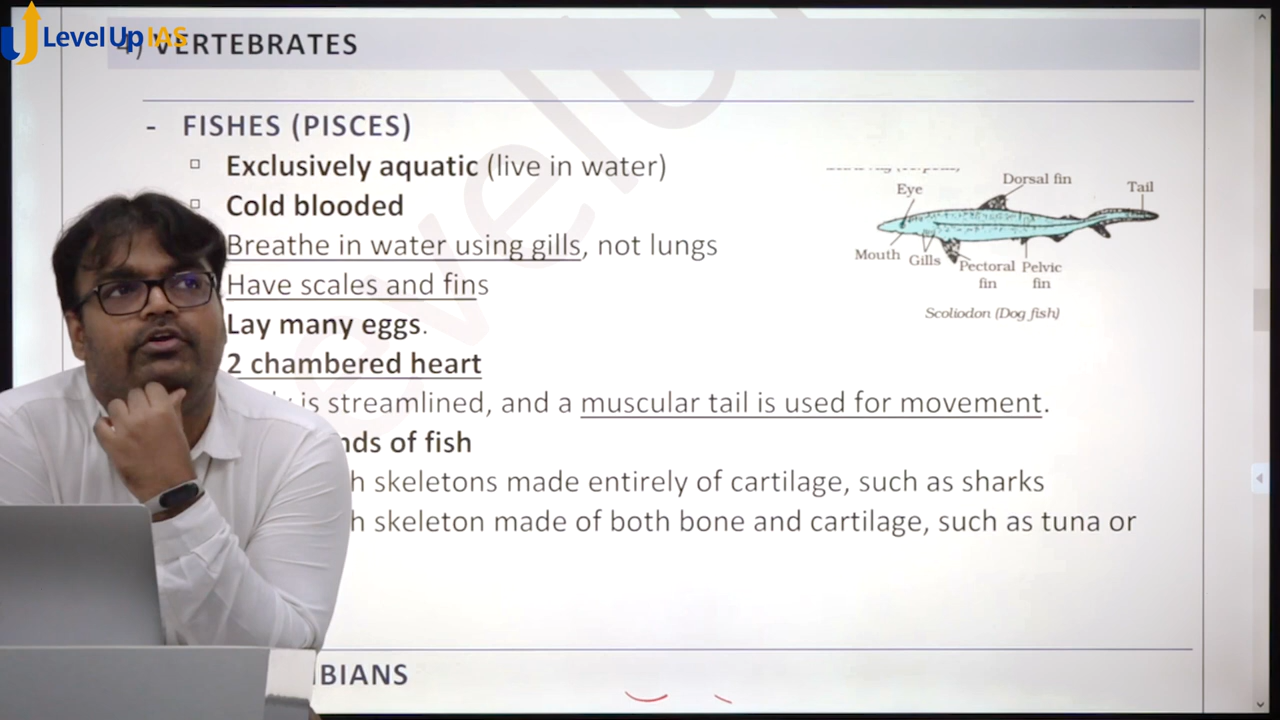 Level Up IAS
4) VERTEBRATES
- FISHES (PISCES)
Exclusively aquatic (live in water)
Cold blooded
Breathe in water using gills, not lungs
Have scales and fins
Lay many eggs.
2 chambered heart
is streamlined, and a muscular tail is used for movement.
nds of fish
h skeletons made entirely of cartilage, such as sharks
h skeleton made of both bone and cartilage, such as tuna or
BIANS
Eye
Dorsal fin
Tail
Mouth
Gills
Pectoral fin
Pelvic fin
Scoliodon (Dog fish)